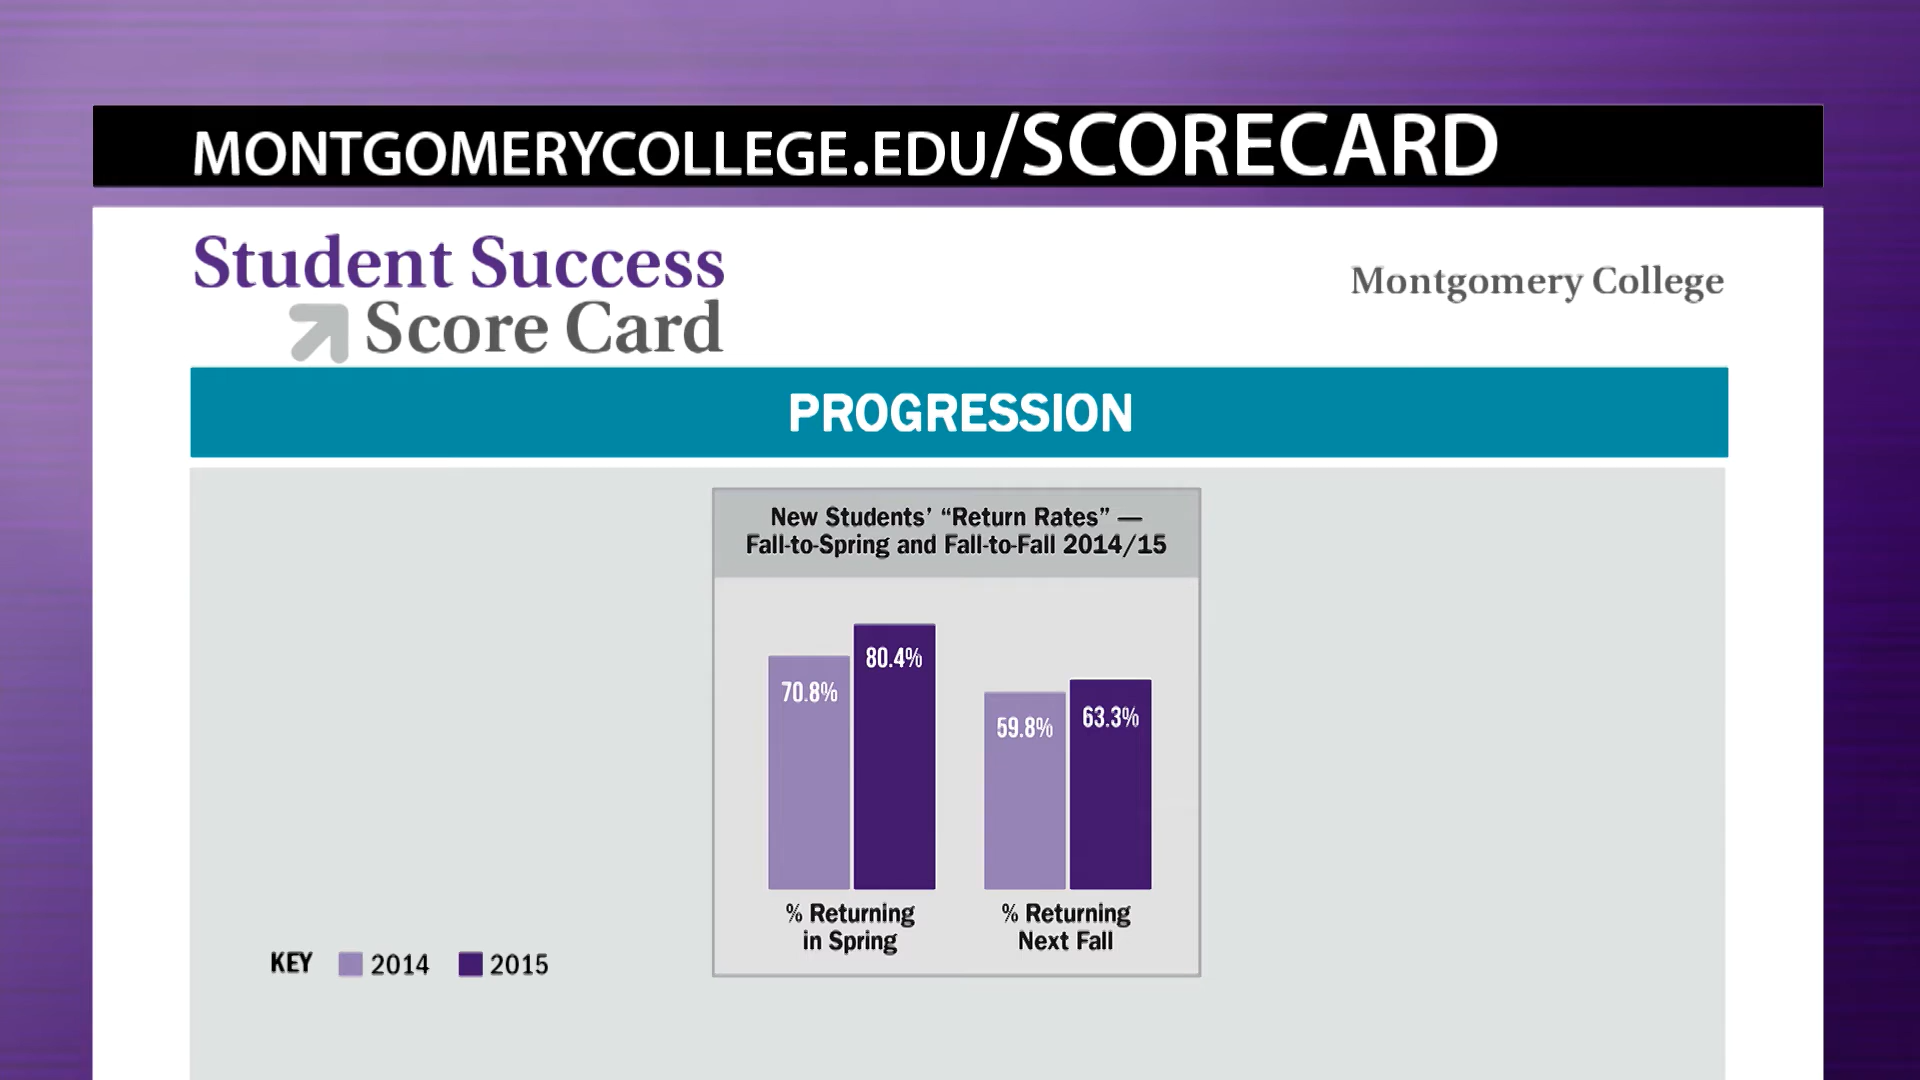 MONTGOMERYCOLLEGE.EDU/SCORECARD
Student Success
Score Card
Montgomery College
PROGRESSION
New Students’ “Return Rates” —
Fall-to-Spring and Fall-to-Fall 2014/15
70.8%
80.4%
59.8%
63.3%
% Returning
in Spring
% Returning
Next Fall
KEY 2014 2015